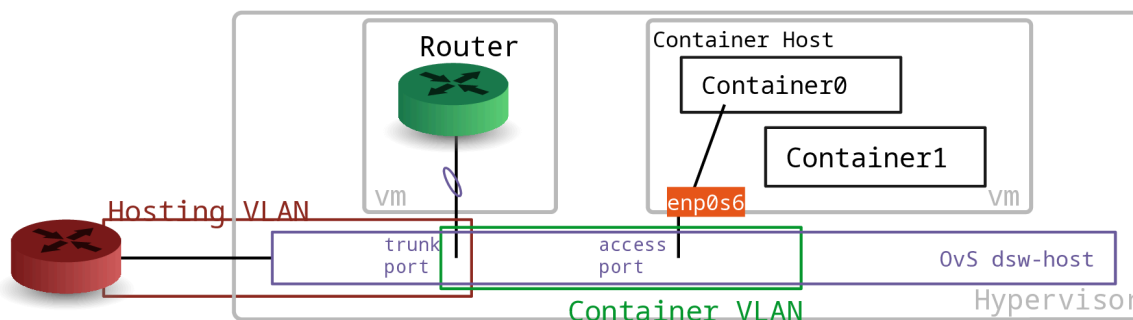 Router
Container Host
Container0
Container1
vm
vm
enp0s6
Hosting VLAN
trunk
port
access
port
OvS dsw-host
Container VLAN
Hypervisor